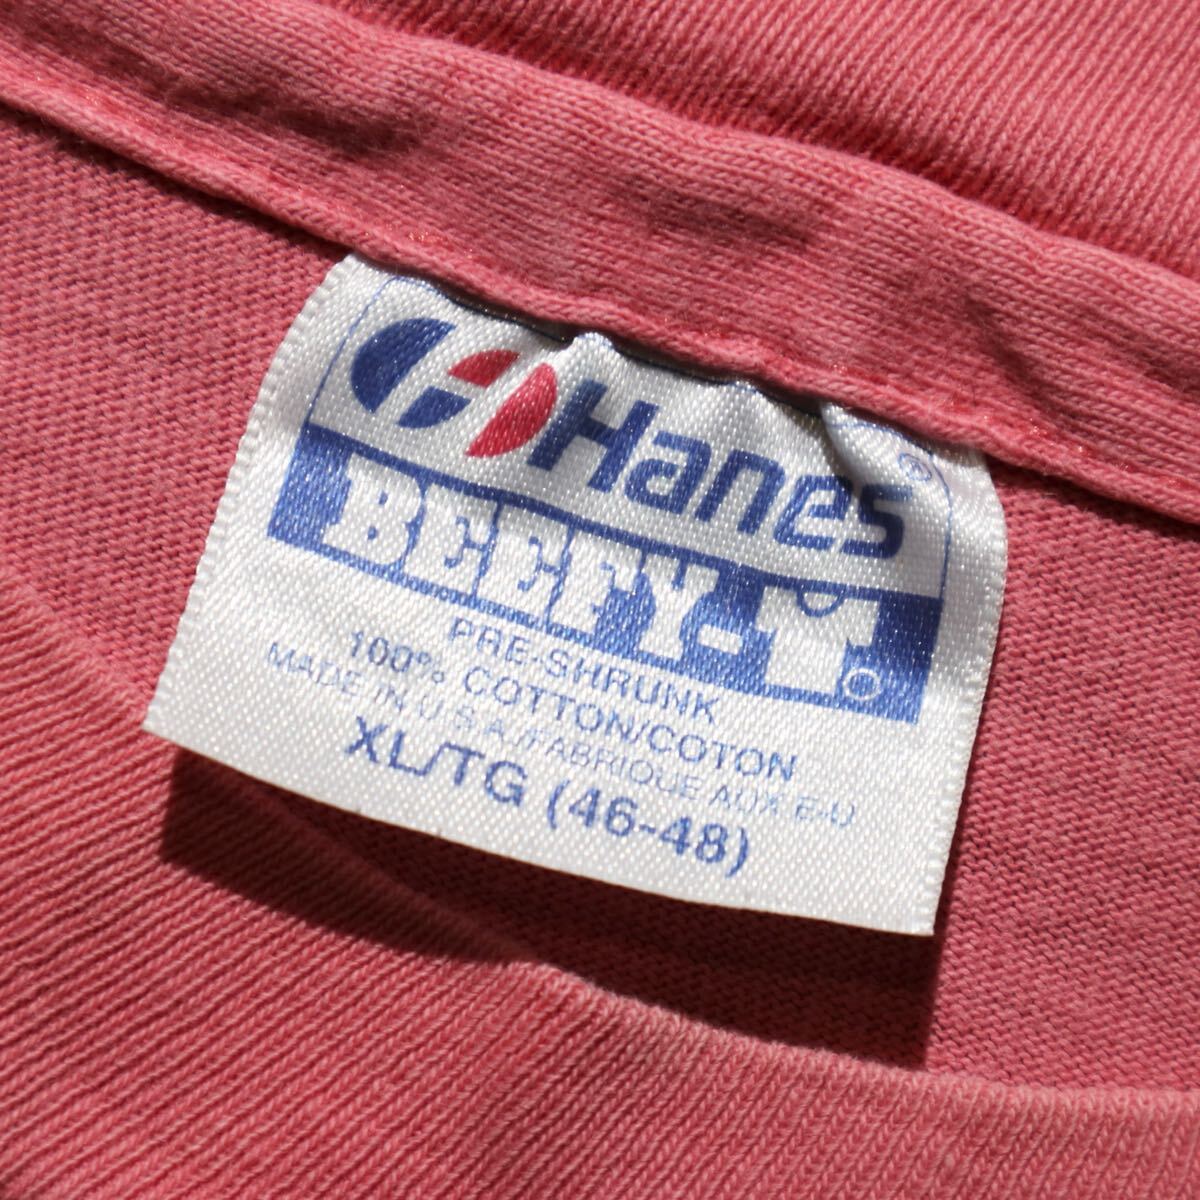 Hanes®
BEEFY-T®
PRE-SHRUNK
100% COTTON/COTON
MADE IN U.S.A./FABRIQUE AUX E-U
XL/TG (46-48)